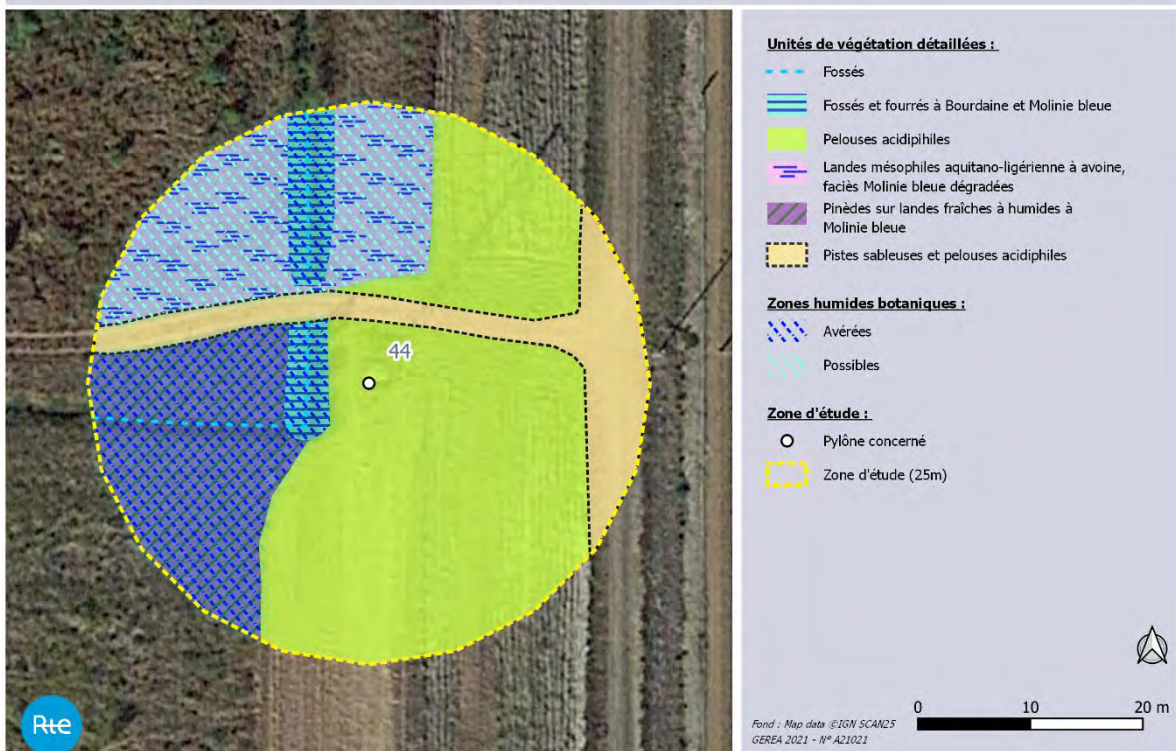 44
Rte
Unités de végétation détaillées :
Fossés
Fossés et fourrés à Bourdaine et Molinie bleue
Pelouses acidipihiles
Landes mésophiles aquitano-ligérienne à avoine,
faciès Molinie bleue dégradées
Pinèdes sur landes fraîches à humides à
Molinie bleue
Pistes sableuses et pelouses acidiphiles
Zones humides botaniques :
Avérées
Possibles
Zone d'étude :
Pylône concerné
Zone d'étude (25m)
Fond : Map data ©IGN SCAN25
GEREA 2021 - N° A21021
0 10 20 m